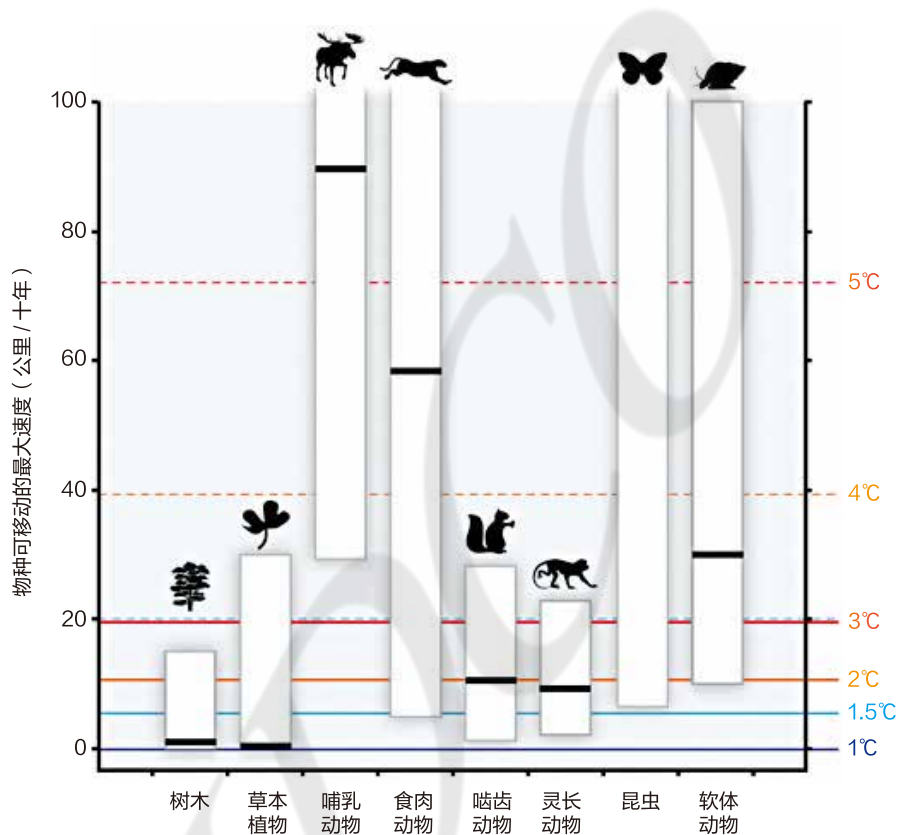 物种可移动的最大速度（公里 / 十年）
100
80
60
40
20
0
5℃
4℃
3℃
2℃
1.5℃
1℃
树木
草本
植物
哺乳
动物
食肉
动物
啮齿
动物
灵长
动物
昆虫
软体
动物